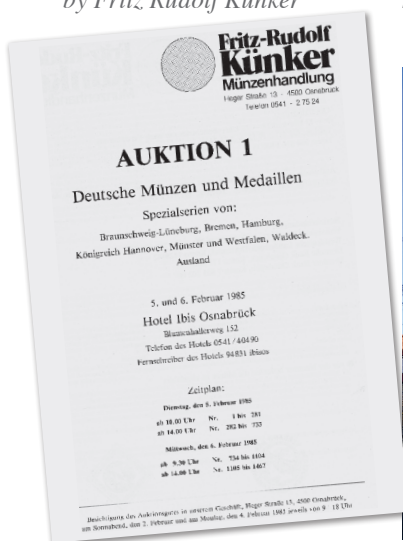 by Fritz Rudolf Künker
Fritz-Rudolf
Künker
Münzenhandlung
Heger Straße 13 · 4500 Osnabrück
Telefon 0541 - 2 75 24
AUKTION 1
Deutsche Münzen und Medaillen
Spezialserien von:
Braunschweig-Lüneburg, Bremen, Hamburg,
Königreich Hannover, Münster und Westfalen, Waldeck.
Ausland
5. und 6. Februar 1985
Hotel Ibis Osnabrück
Blumenhallerweg 152
Telefon des Hotels 0541/40490
Fernschreiber des Hotels 94831 ibisos
Zeitplan:
Dienstag, den 5. Februar 1985
ab 10.00 Uhr Nr. 1 bis 281
ab 14.00 Uhr Nr. 282 bis 733
Mittwoch, den 6. Februar 1985
ab 9.30 Uhr Nr. 734 bis 1104
ab 14.00 Uhr Nr. 1105 bis 1467
Besichtigung des Auktionsgutes in unserem Geschäft, Heger Straße 13, 4500 Osnabrück,
am Sonnabend, den 2. Februar und am Montag, den 4. Februar 1985 jeweils von 9 - 18 Uhr